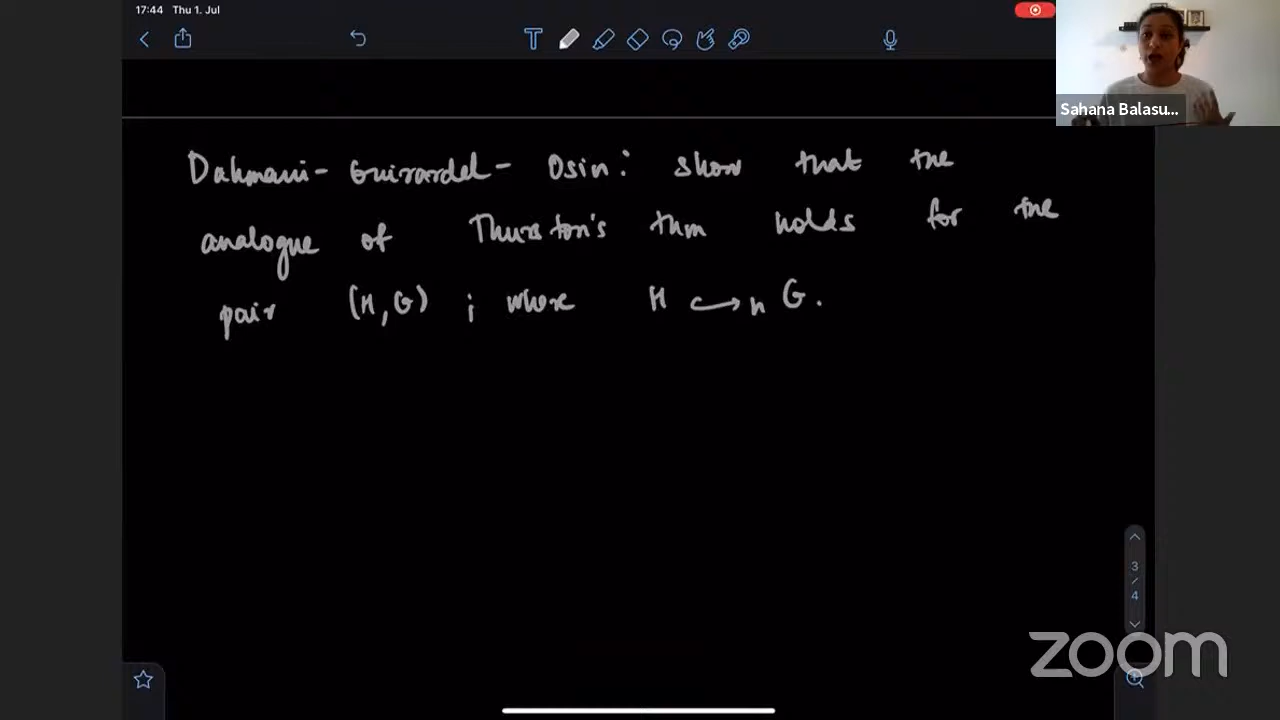 17:44 Thu 1. Jul
Sahana Balasu...
Dahmani- Guirardel- Osin: show that the
analogue of Thurston's thm holds for the
pair (H, G) ; where H ↪h G.
3
/
4
zoom